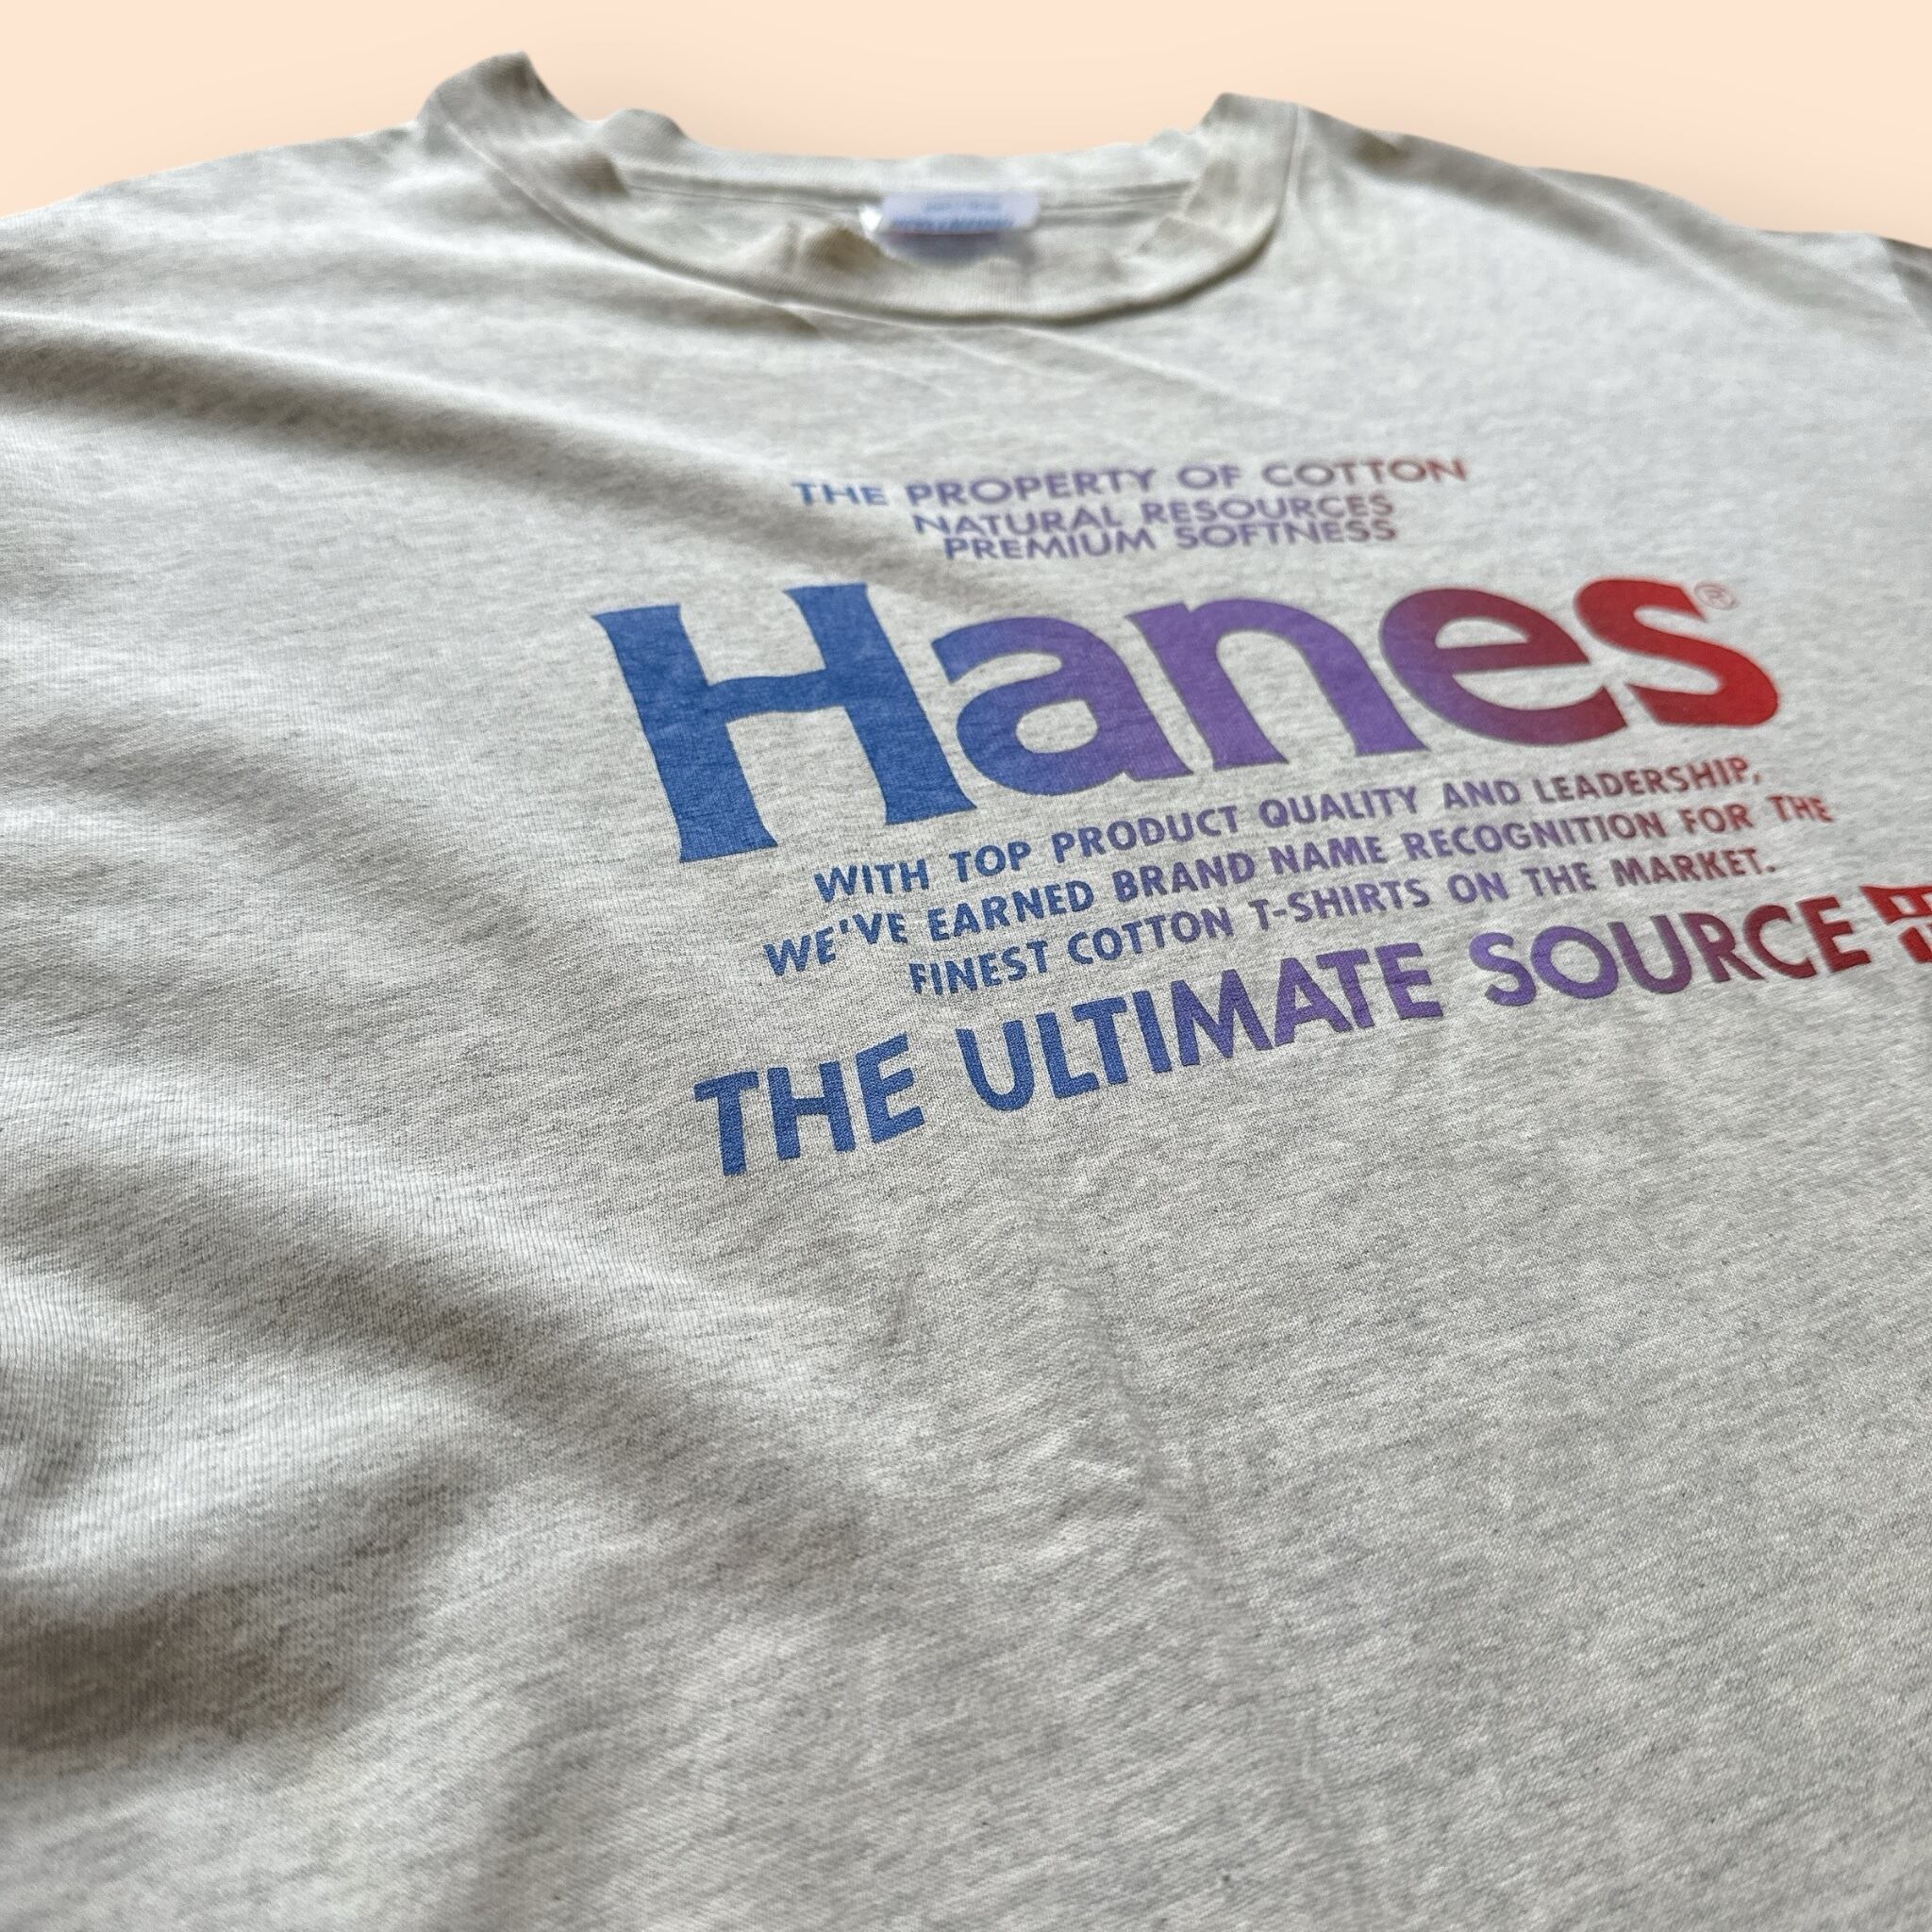 THE PROPERTY OF COTTON
NATURAL RESOURCES
PREMIUM SOFTNESS
Hanes®
WITH TOP PRODUCT QUALITY AND LEADERSHIP,
WE'VE EARNED BRAND NAME RECOGNITION FOR THE
FINEST COTTON T-SHIRTS ON THE MARKET.
THE ULTIMATE SOURCE